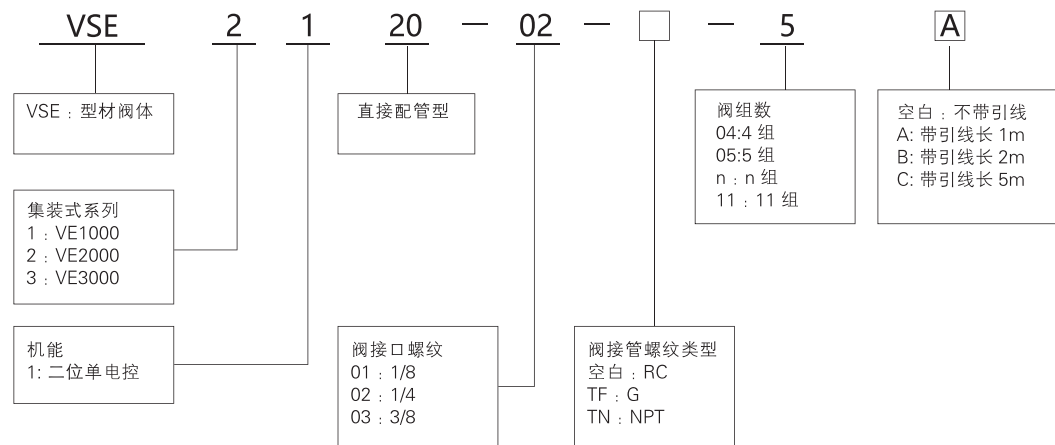 VSE 2 1 20 — 02 — □ — 5 A
VSE：型材阀体
直接配管型
阀组数
04:4 组
05:5 组
n：n 组
11：11 组
空白：不带引线
A: 带引线长 1m
B: 带引线长 2m
C: 带引线长 5m
集装式系列
1：VE1000
2：VE2000
3：VE3000
机能
1: 二位单电控
阀接口螺纹
01：1/8
02：1/4
03：3/8
阀接管螺纹类型
空白：RC
TF：G
TN：NPT